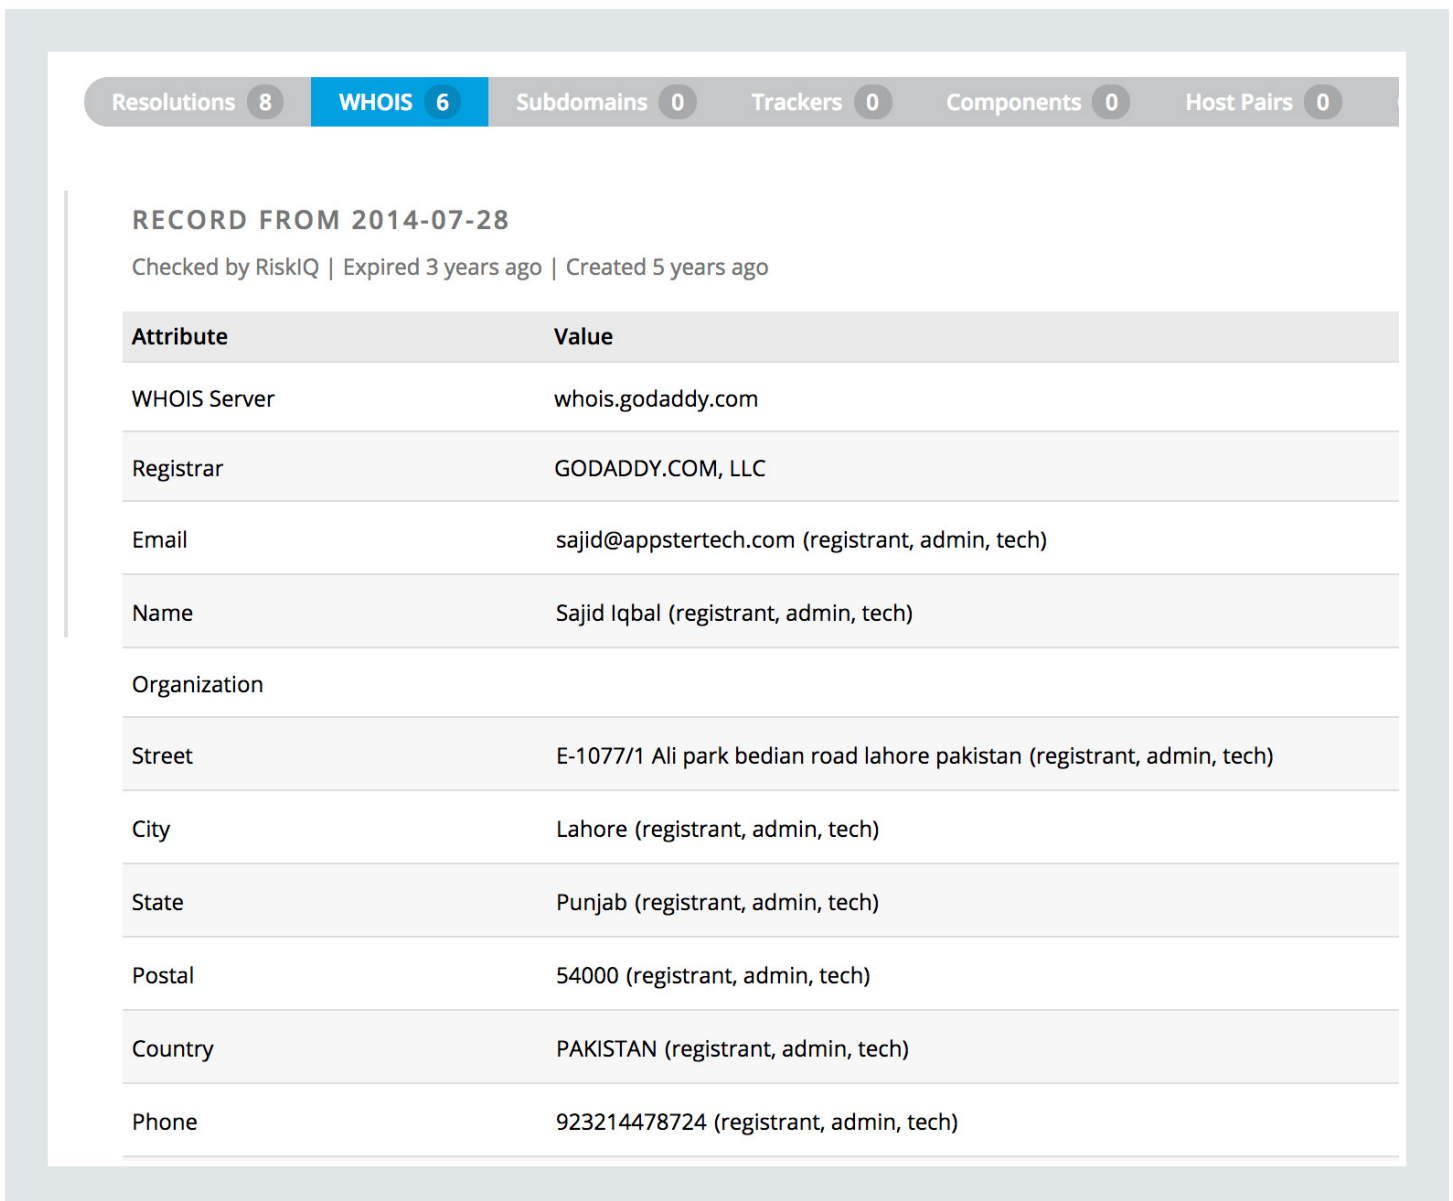 Resolutions 8 WHOIS 6 Subdomains 0 Trackers 0 Components 0 Host Pairs 0
RECORD FROM 2014-07-28
Checked by RiskIQ | Expired 3 years ago | Created 5 years ago
Attribute Value
WHOIS Server whois.godaddy.com
Registrar GODADDY.COM, LLC
Email sajid@appstertech.com (registrant, admin, tech)
Name Sajid Iqbal (registrant, admin, tech)
Organization
Street E-1077/1 Ali park bedian road lahore pakistan (registrant, admin, tech)
City Lahore (registrant, admin, tech)
State Punjab (registrant, admin, tech)
Postal 54000 (registrant, admin, tech)
Country PAKISTAN (registrant, admin, tech)
Phone 923214478724 (registrant, admin, tech)